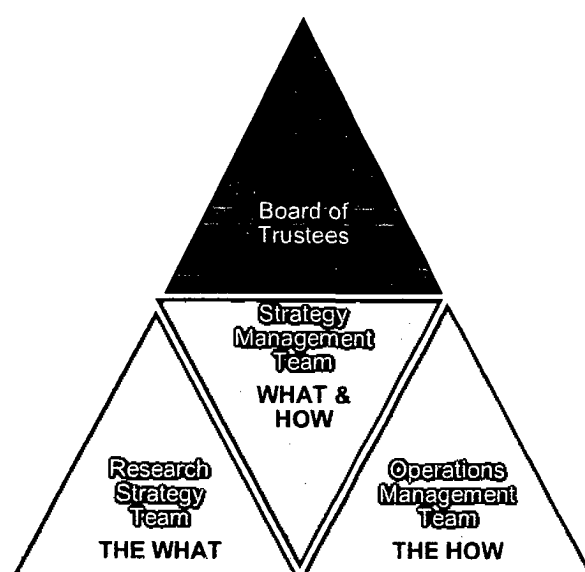 Board of
Trustees
Strategy
Management
Team
WHAT &
HOW
Research
Strategy
Team
THE WHAT
Operations
Management
Team
THE HOW